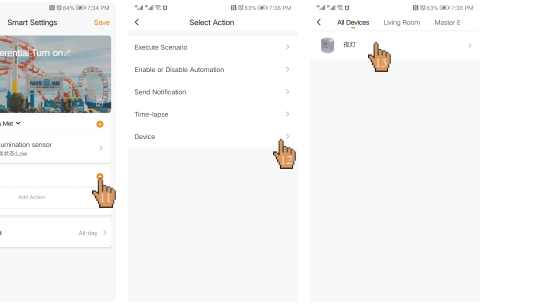 84% 7:34 PM
Smart Settings
Save
erential Turn on
s Met
umination sensor
Low
11
Add Action
d
All-day
83% 7:38 PM
Select Action
Execute Scenario
Enable or Disable Automation
Send Notification
Time-lapse
Device
12
83% 7:38 PM
All Devices
Living Room
Master E
夜灯
13